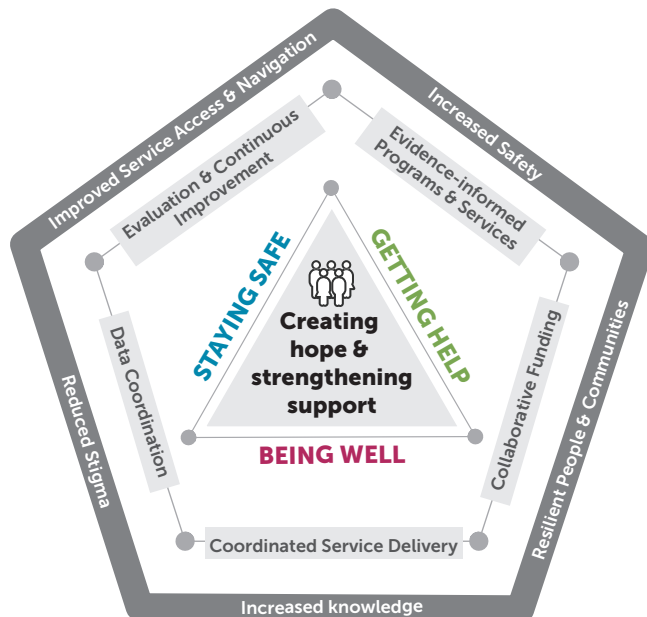 Improved Service Access & Navigation
Increased Safety
Evaluation & Continuous
Improvement
Evidence-informed
Programs & Services
STAYING SAFE
GETTING HELP
Creating
hope &
strengthening
support
BEING WELL
Data Coordination
Collaborative Funding
Reduced Stigma
Resilient People & Communities
Coordinated Service Delivery
Increased knowledge